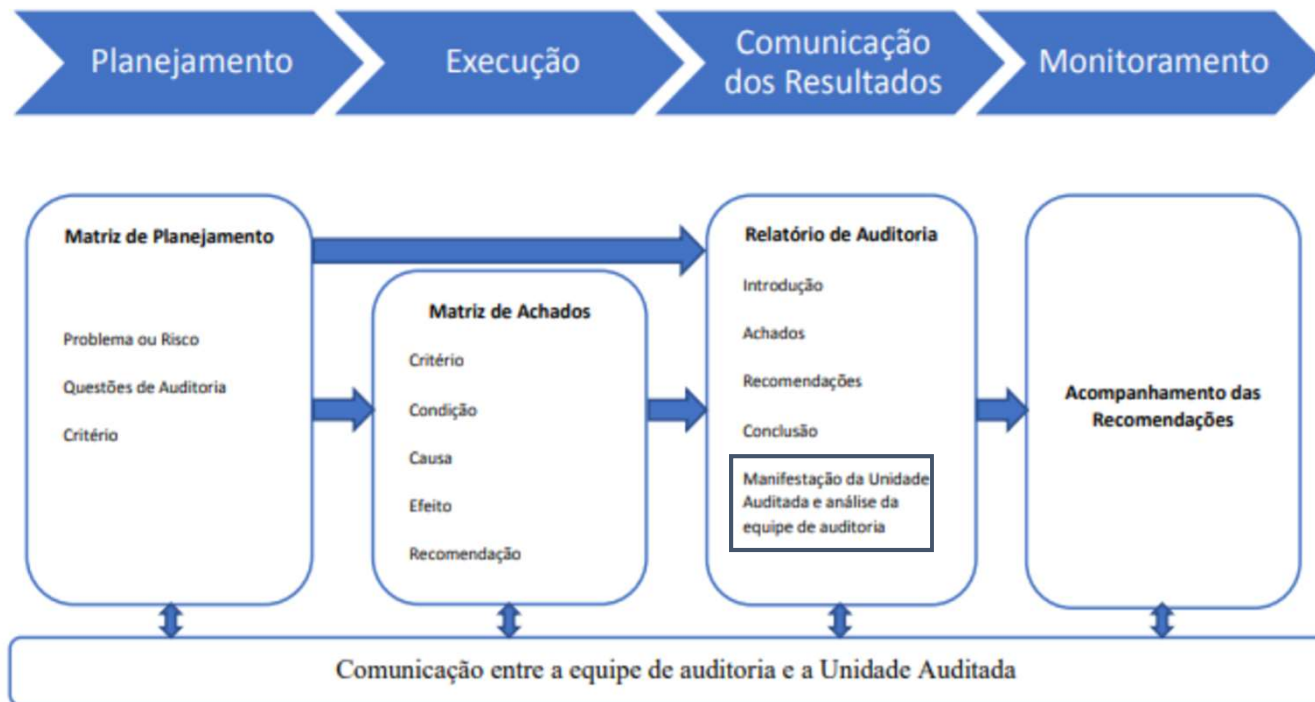 Planejamento
Execução
Comunicação
dos Resultados
Monitoramento
Matriz de Planejamento
Problema ou Risco
Questões de Auditoria
Critério
Matriz de Achados
Critério
Condição
Causa
Efeito
Recomendação
Relatório de Auditoria
Introdução
Achados
Recomendações
Conclusão
Manifestação da Unidade
Auditada e análise da
equipe de auditoria
Acompanhamento das
Recomendações
Comunicação entre a equipe de auditoria e a Unidade Auditada